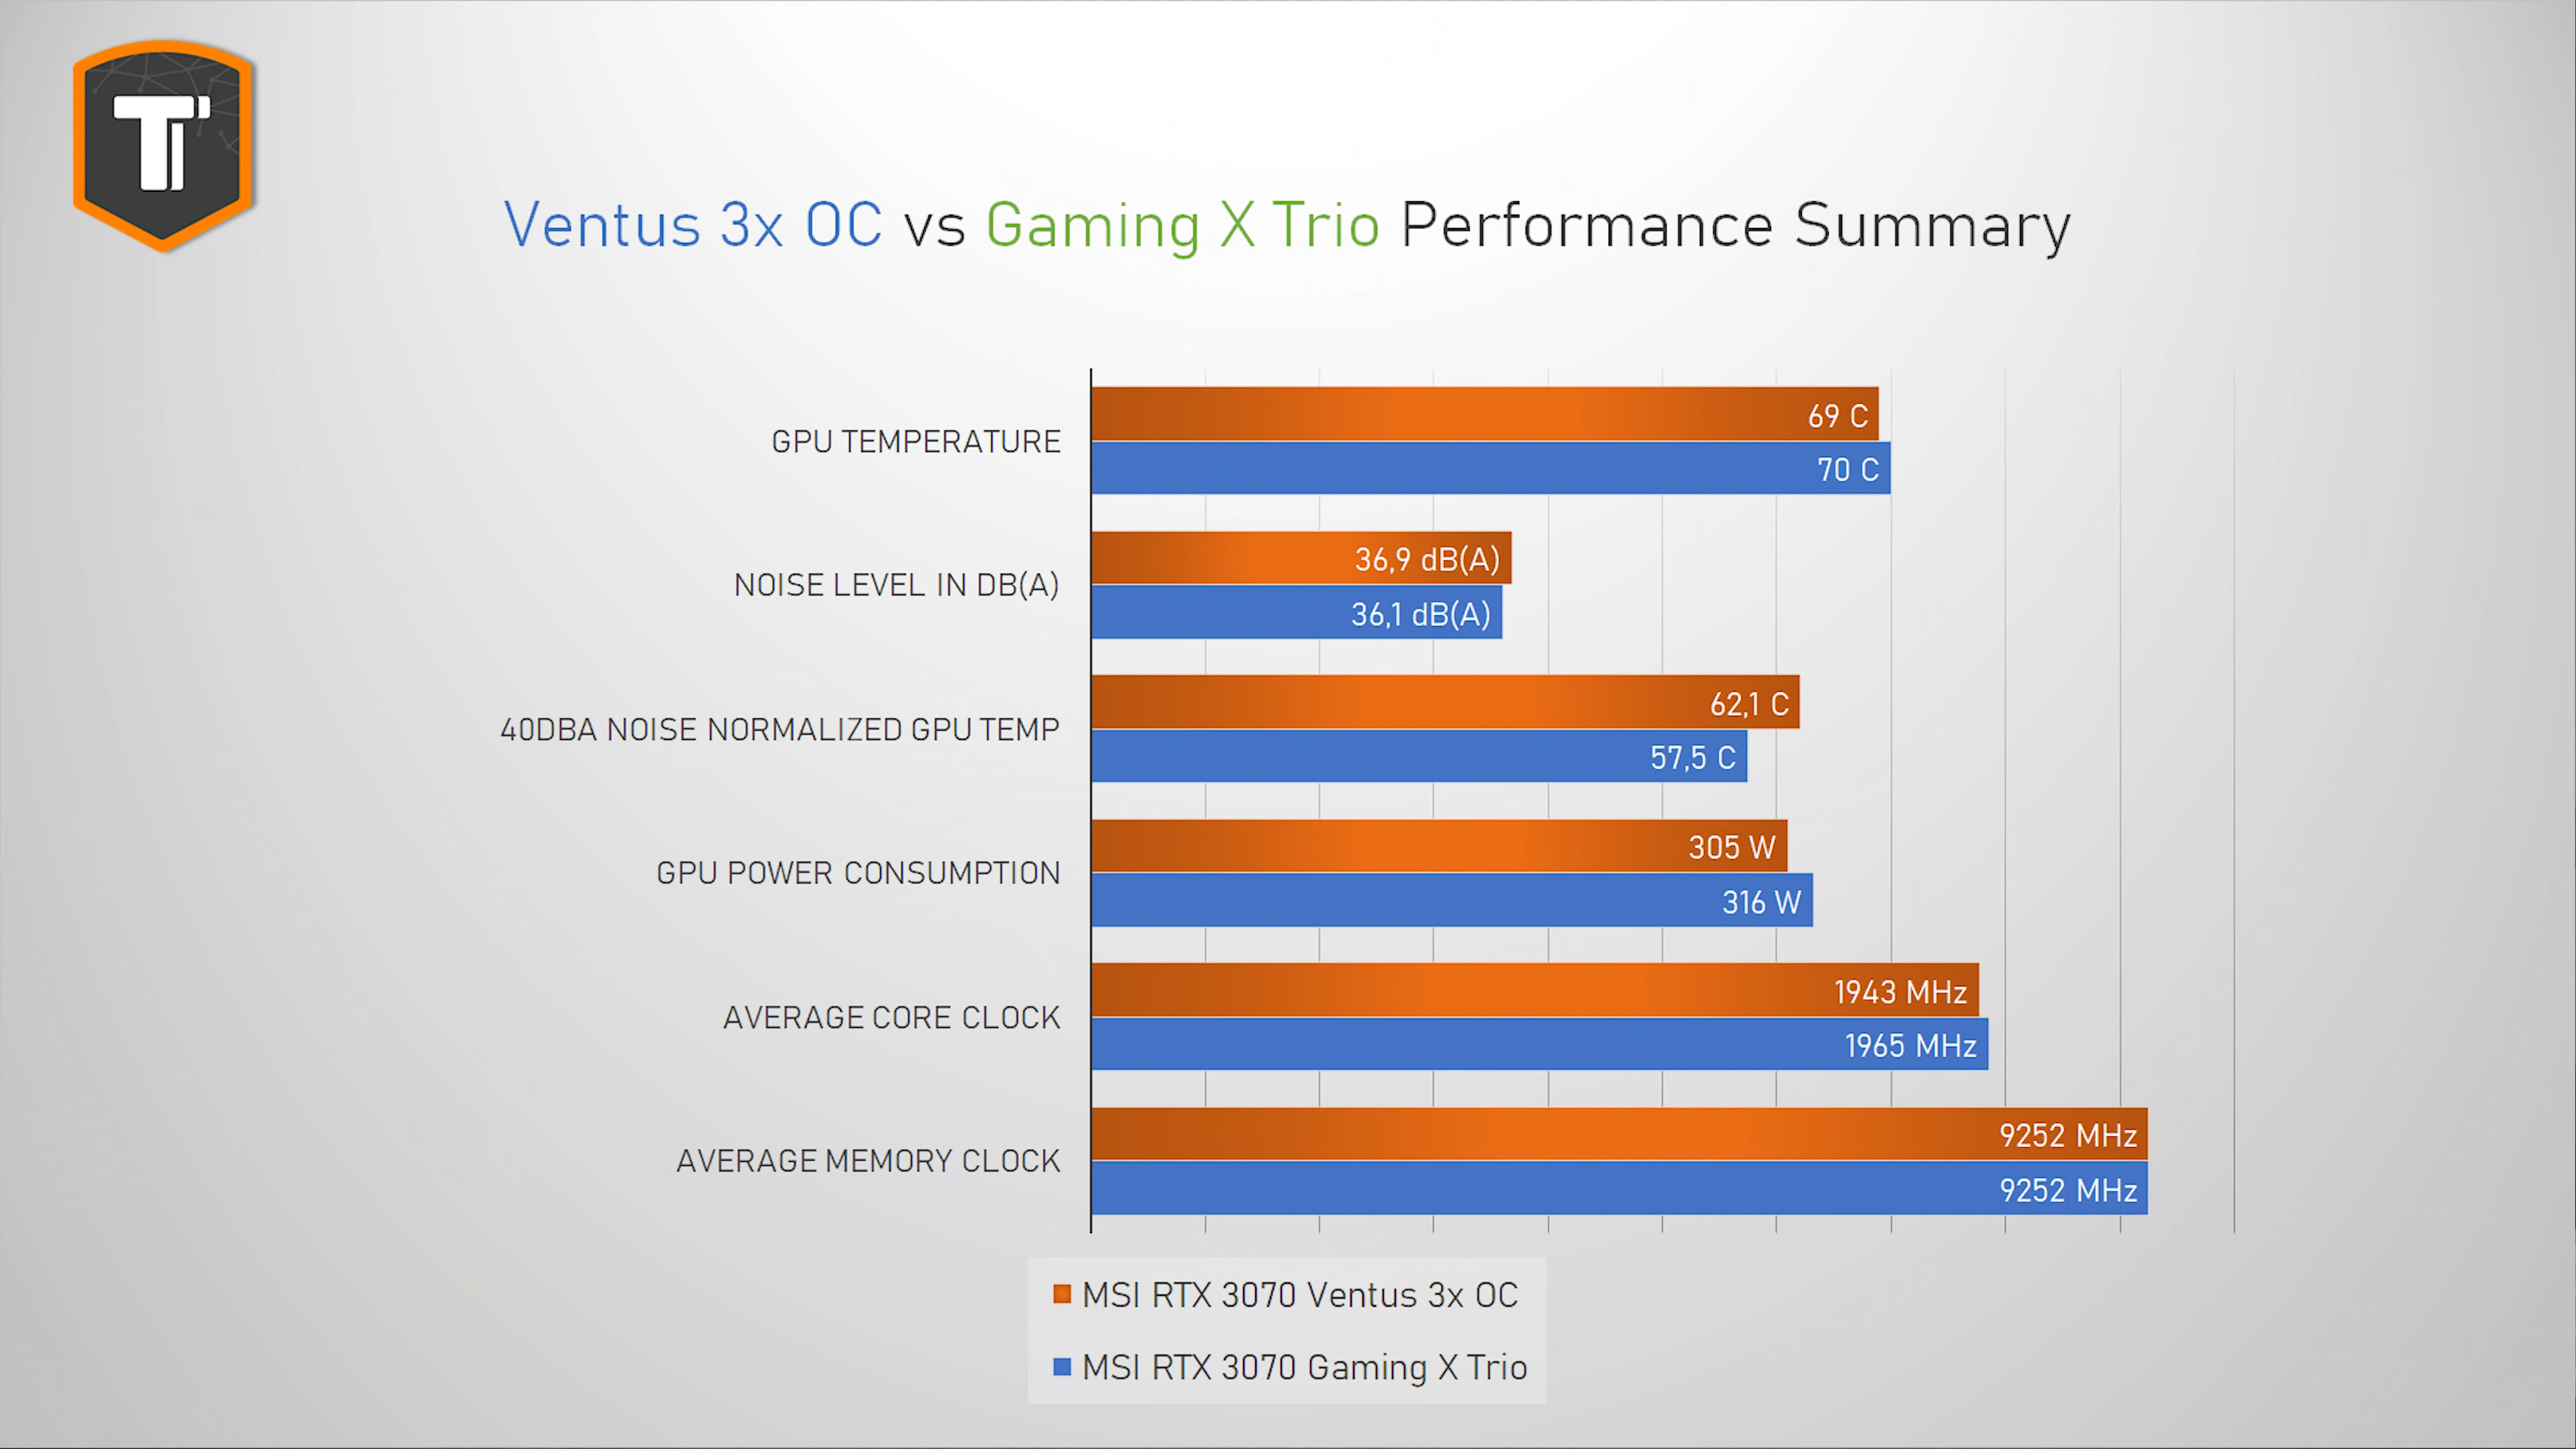 T
Ventus 3x OC vs Gaming X Trio Performance Summary
GPU TEMPERATURE
69 C
70 C
NOISE LEVEL IN DB(A)
36,9 dB(A)
36,1 dB(A)
40DBA NOISE NORMALIZED GPU TEMP
62,1 C
57,5 C
GPU POWER CONSUMPTION
305 W
316 W
AVERAGE CORE CLOCK
1943 MHz
1965 MHz
AVERAGE MEMORY CLOCK
9252 MHz
9252 MHz
MSI RTX 3070 Ventus 3x OC
MSI RTX 3070 Gaming X Trio